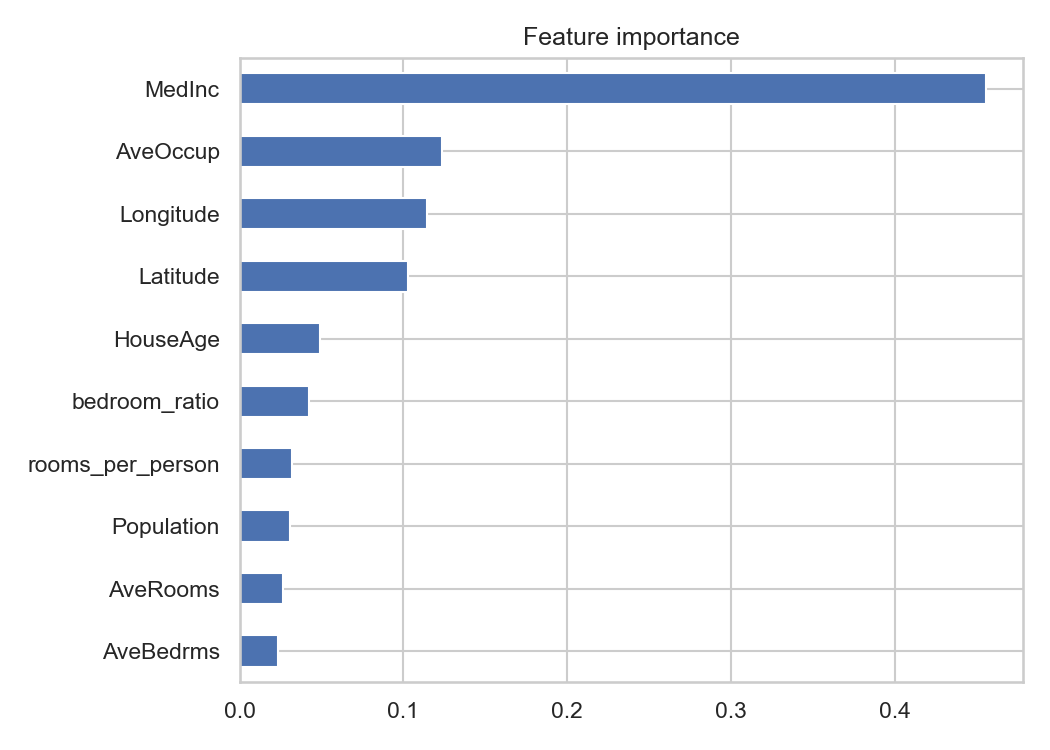 Feature importance
MedInc
AveOccup
Longitude
Latitude
HouseAge
bedroom_ratio
rooms_per_person
Population
AveRooms
AveBedrms
0.0 0.1 0.2 0.3 0.4